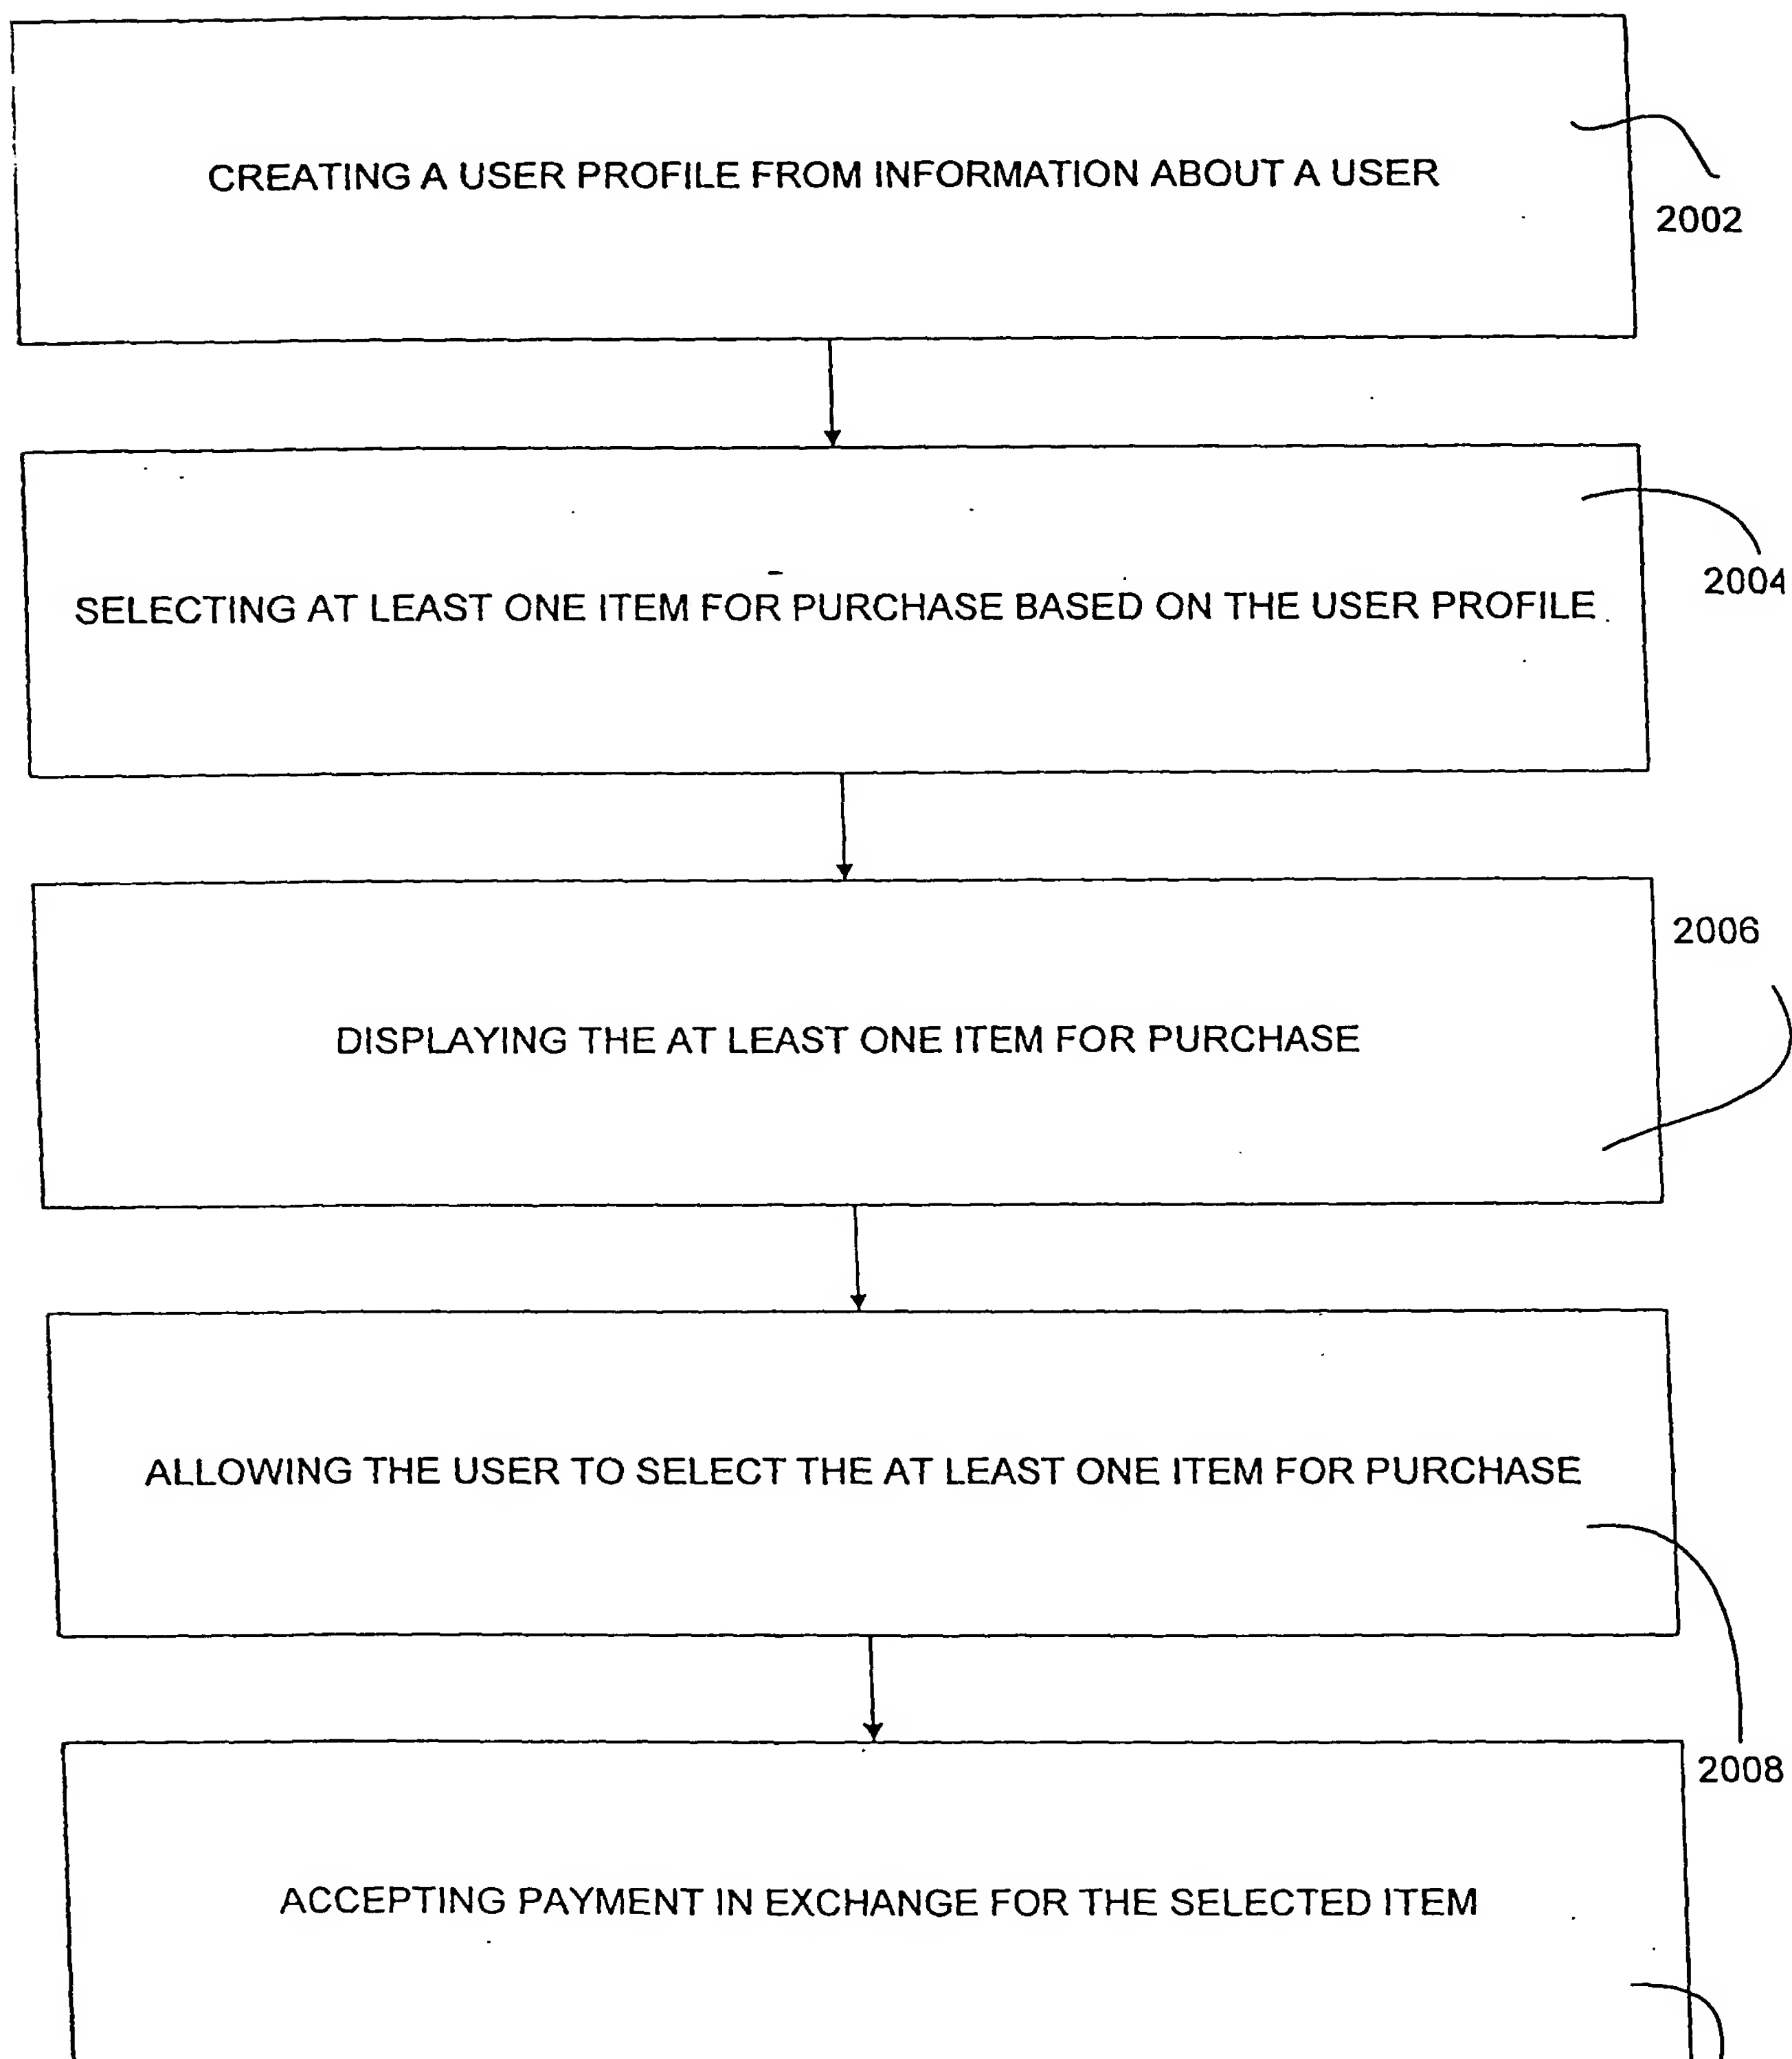 CREATING A USER PROFILE FROM INFORMATION ABOUT A USER
2002
SELECTING AT LEAST ONE ITEM FOR PURCHASE BASED ON THE USER PROFILE
2004
2006
DISPLAYING THE AT LEAST ONE ITEM FOR PURCHASE
ALLOWING THE USER TO SELECT THE AT LEAST ONE ITEM FOR PURCHASE
2008
ACCEPTING PAYMENT IN EXCHANGE FOR THE SELECTED ITEM